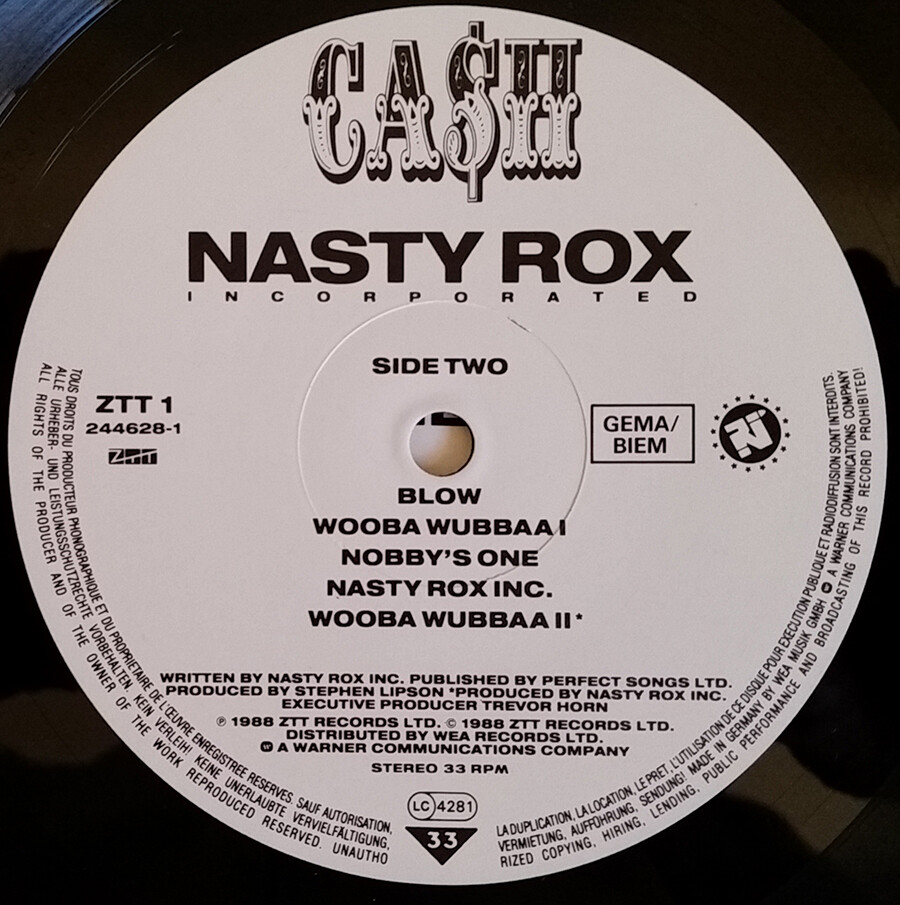 CA$H
NASTY ROX
INCORPORATED
SIDE TWO
ZTT 1
244628-1
ZTT
GEMA/
BIEM
BLOW
WOOBA WUBBAA I
NOBBY'S ONE
NASTY ROX INC.
WOOBA WUBBAA II*
WRITTEN BY NASTY ROX INC. PUBLISHED BY PERFECT SONGS LTD.
PRODUCED BY STEPHEN LIPSON *PRODUCED BY NASTY ROX INC.
EXECUTIVE PRODUCER TREVOR HORN
℗ 1988 ZTT RECORDS LTD. © 1988 ZTT RECORDS LTD.
DISTRIBUTED BY WEA RECORDS LTD.
A WARNER COMMUNICATIONS COMPANY
STEREO 33 RPM
LC 4281
33
TOUS DROITS DU PRODUCTEUR PHONOGRAPHIQUE ET DU PROPRIETAIRE DE L'ŒUVRE ENREGISTREE RESERVES. SAUF AUTORISATION,
LA DUPLICATION, LA LOCATION, LE PRET, L'UTILISATION DE CE DISQUE POUR EXECUTION PUBLIQUE ET RADIODIFFUSION SONT INTERDITS.
ALLE URHEBER- UND LEISTUNGSSCHUTZRECHTE VORBEHALTEN. KEIN VERLEIH! KEINE UNERLAUBTE VERVIELFÄLTIGUNG,
VERMIETUNG, AUFFÜHRUNG, SENDUNG! MADE IN GERMANY BY WEA MUSIK GMBH A WARNER COMMUNICATIONS COMPANY
ALL RIGHTS OF THE PRODUCER AND OF THE OWNER OF THE WORK REPRODUCED RESERVED. UNAUTHO
RIZED COPYING, HIRING, LENDING, PUBLIC PERFORMANCE AND BROADCASTING OF THIS RECORD PROHIBITED!